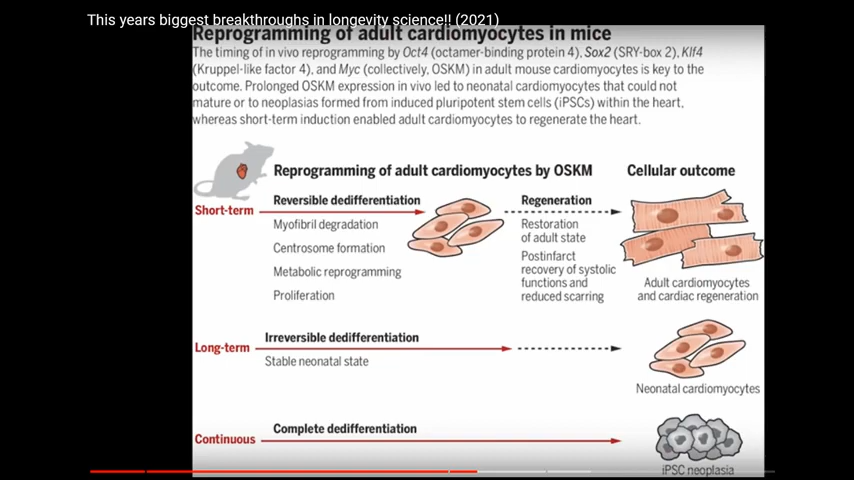 This years biggest breakthroughs in longevity science!! (2021)
Reprogramming of adult cardiomyocytes in mice
The timing of in vivo reprogramming by Oct4 (octamer-binding protein 4), Sox2 (SRY-box 2), Klf4
(Kruppel-like factor 4), and Myc (collectively, OSKM) in adult mouse cardiomyocytes is key to the
outcome. Prolonged OSKM expression in vivo led to neonatal cardiomyocytes that could not
mature or to neoplasias formed from induced pluripotent stem cells (iPSCs) within the heart,
whereas short-term induction enabled adult cardiomyocytes to regenerate the heart.
Reprogramming of adult cardiomyocytes by OSKM
Cellular outcome
Short-term
Reversible dedifferentiation
Myofibril degradation
Centrosome formation
Metabolic reprogramming
Proliferation
Regeneration
Restoration
of adult state
Postinfarct
recovery of systolic
functions and
reduced scarring
Adult cardiomyocytes
and cardiac regeneration
Long-term
Irreversible dedifferentiation
Stable neonatal state
Neonatal cardiomyocytes
Continuous
Complete dedifferentiation
iPSC neoplasia